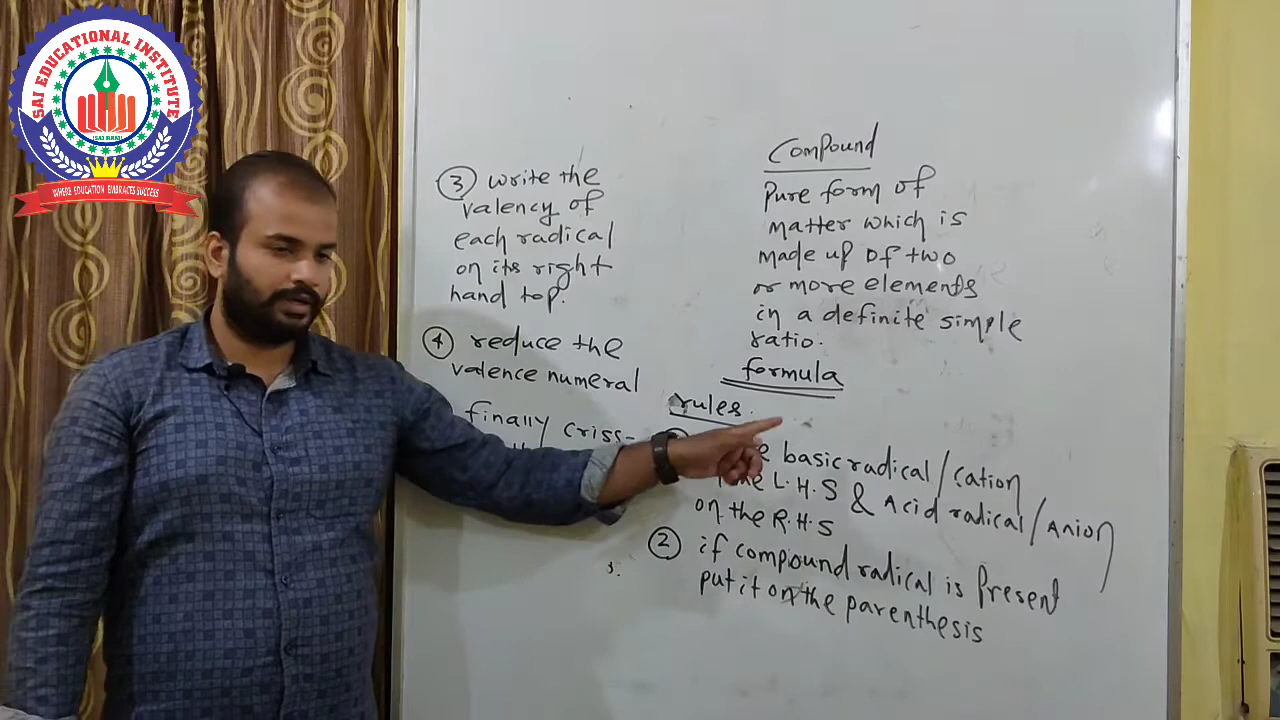 SAI EDUCATIONAL INSTITUTE
(SAI RAM)
WHERE EDUCATION EMBRACES SUCCESS
Compound
Pure form of
matter which is
made up of two
or more elements
in a definite simple
ratio.
formula
rules.
basic radical / Cation
L.H.S & Acid radical / Anion
on the R.H.S
2 if compound radical is Present
put it on the parenthesis
3 write the
valency of
each radical
on its right
hand top.
4 reduce the
valence numeral
finally criss-